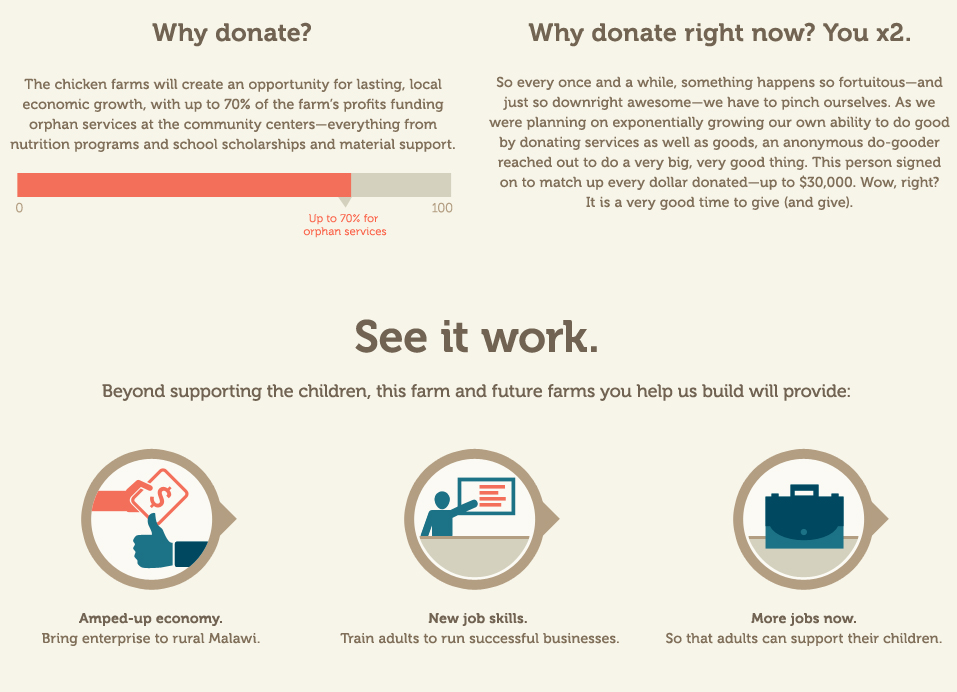 Why donate?
The chicken farms will create an opportunity for lasting, local
economic growth, with up to 70% of the farm's profits funding
orphan services at the community centers—everything from
nutrition programs and school scholarships and material support.
0
100
Up to 70% for
orphan services
Why donate right now? You x2.
So every once and a while, something happens so fortuitous—and
just so downright awesome—we have to pinch ourselves. As we
were planning on exponentially growing our own ability to do good
by donating services as well as goods, an anonymous do-gooder
reached out to do a very big, very good thing. This person signed
on to match up every dollar donated—up to $30,000. Wow, right?
It is a very good time to give (and give).
See it work.
Beyond supporting the children, this farm and future farms you help us build will provide:
$
Amped-up economy.
Bring enterprise to rural Malawi.
New job skills.
Train adults to run successful businesses.
More jobs now.
So that adults can support their children.